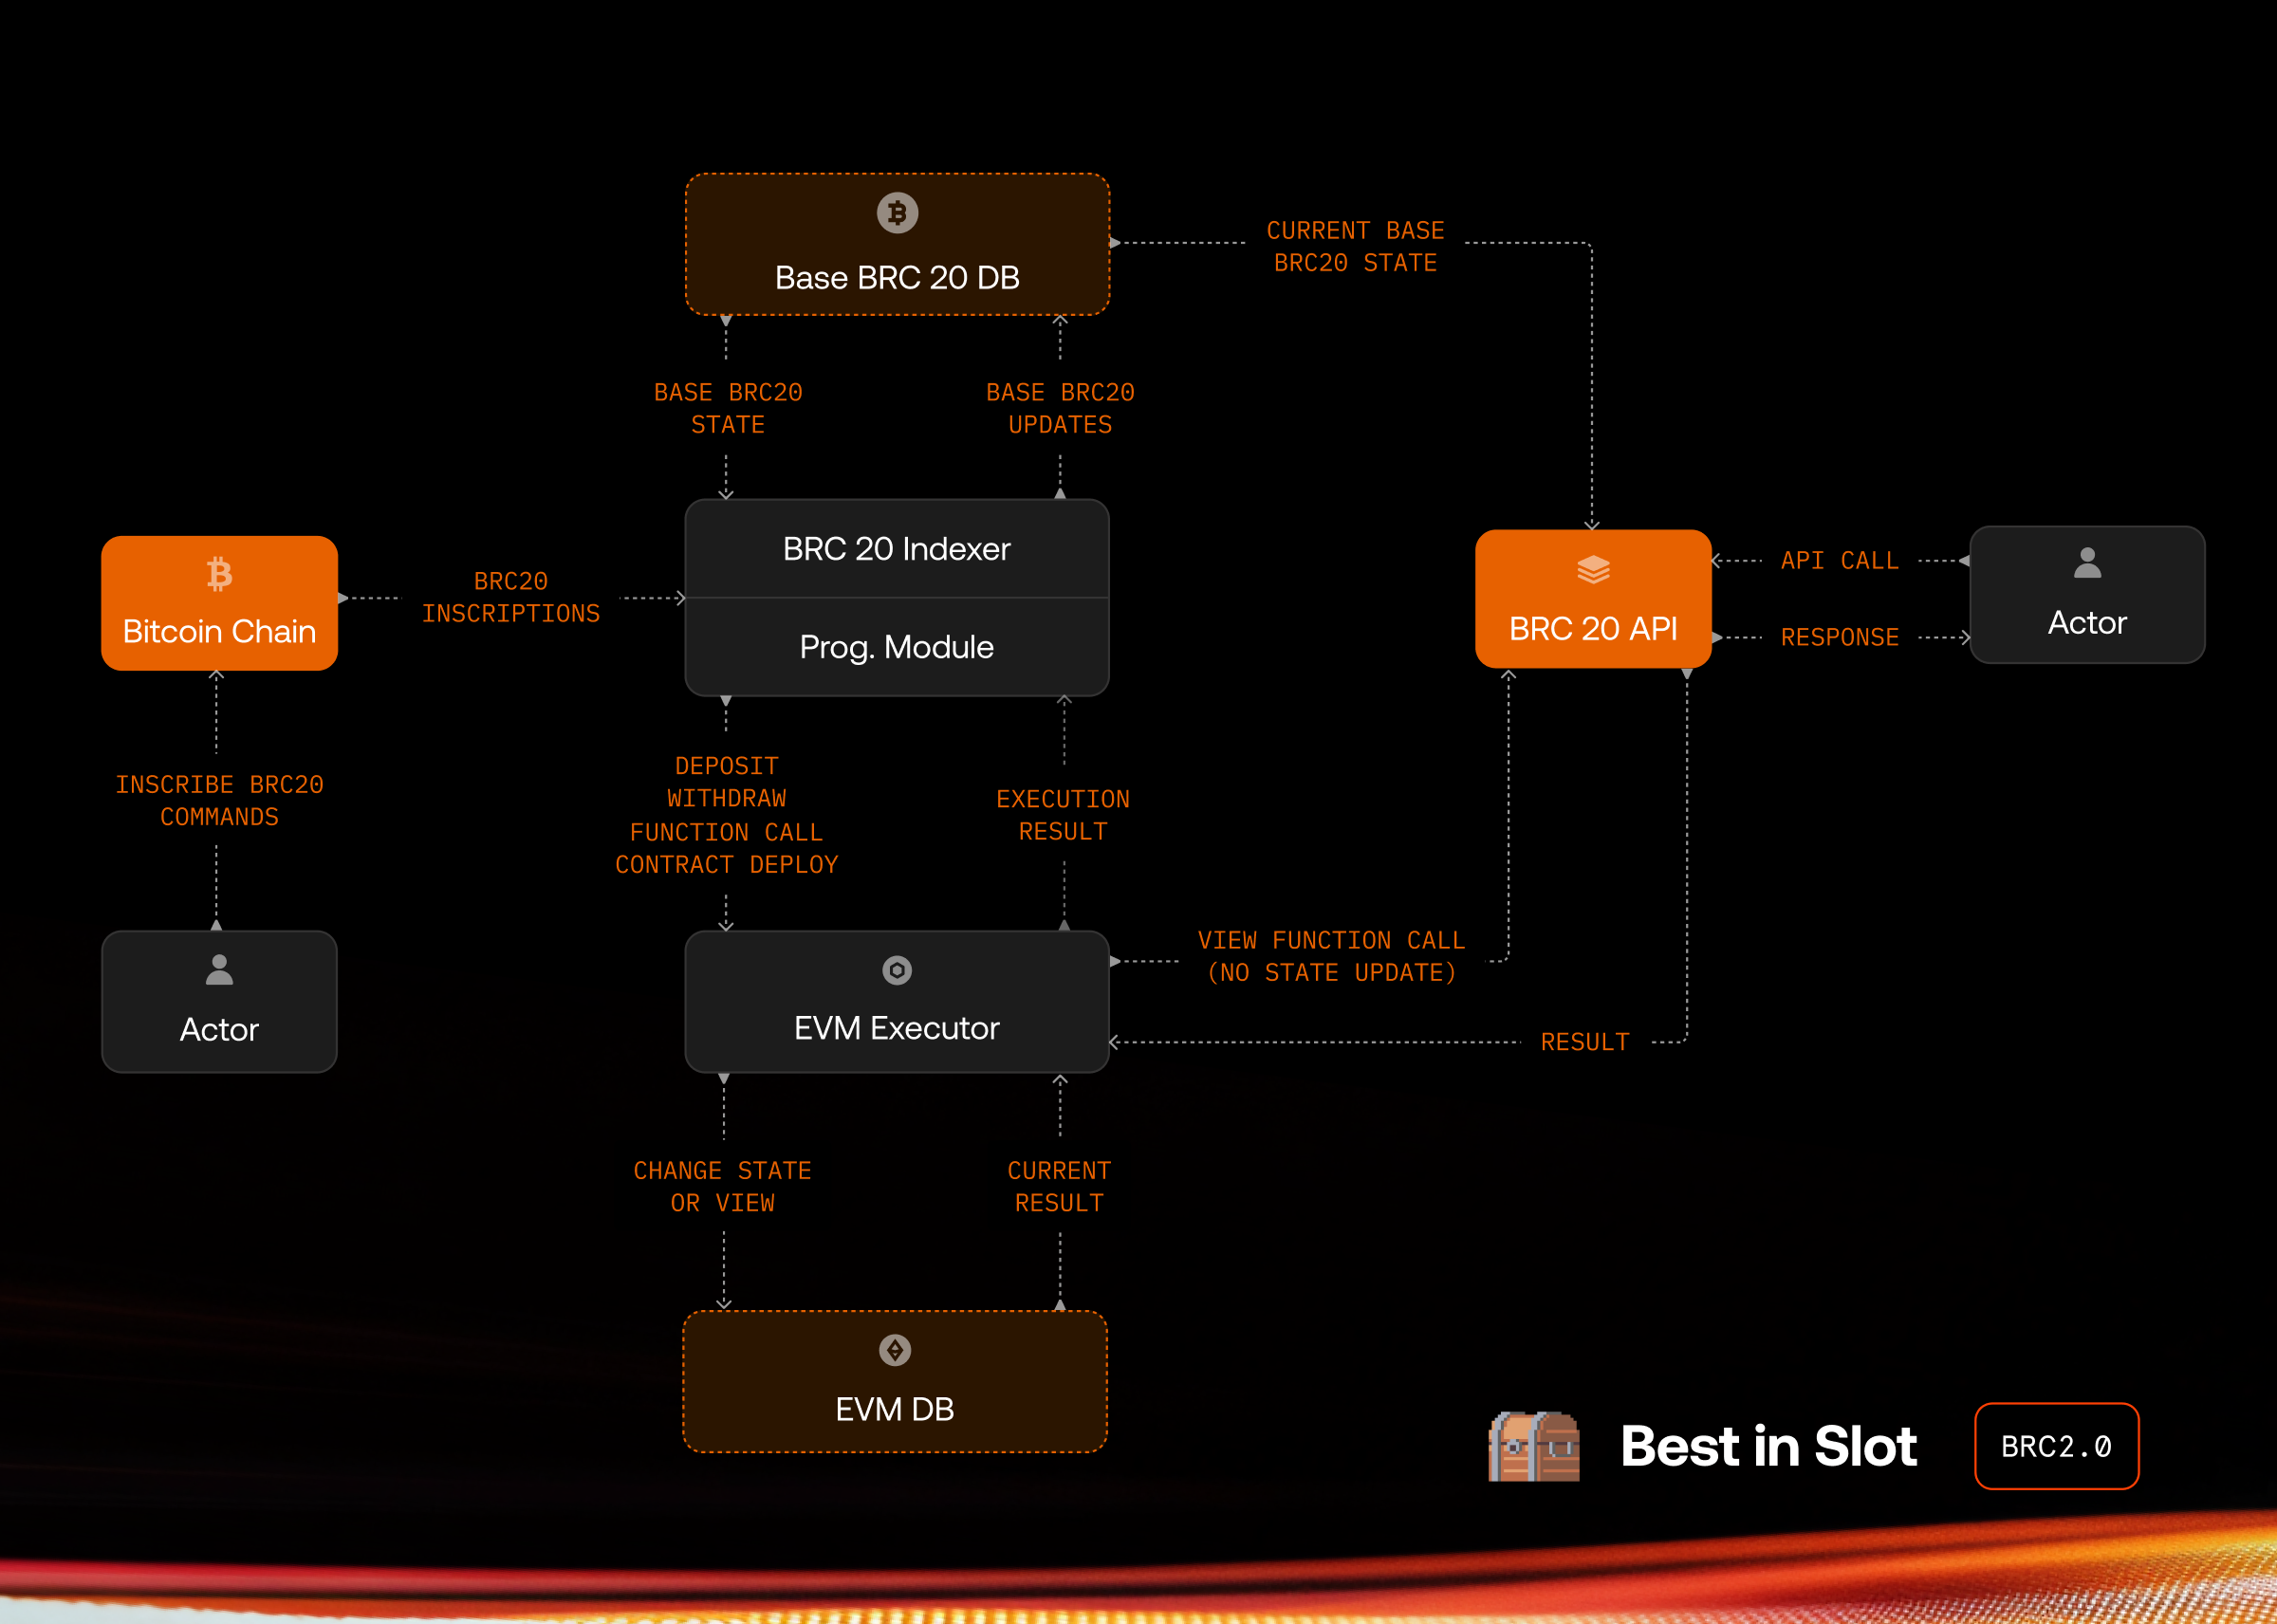 Base BRC 20 DB
CURRENT BASE
BRC20 STATE
BASE BRC20
STATE
BASE BRC20
UPDATES
BRC 20 Indexer
Prog. Module
Bitcoin Chain
BRC20
INSCRIPTIONS
BRC 20 API
API CALL
RESPONSE
Actor
INSCRIBE BRC20
COMMANDS
DEPOSIT
WITHDRAW
FUNCTION CALL
CONTRACT DEPLOY
EXECUTION
RESULT
Actor
EVM Executor
VIEW FUNCTION CALL
(NO STATE UPDATE)
RESULT
CHANGE STATE
OR VIEW
CURRENT
RESULT
EVM DB
Best in Slot
BRC2.0